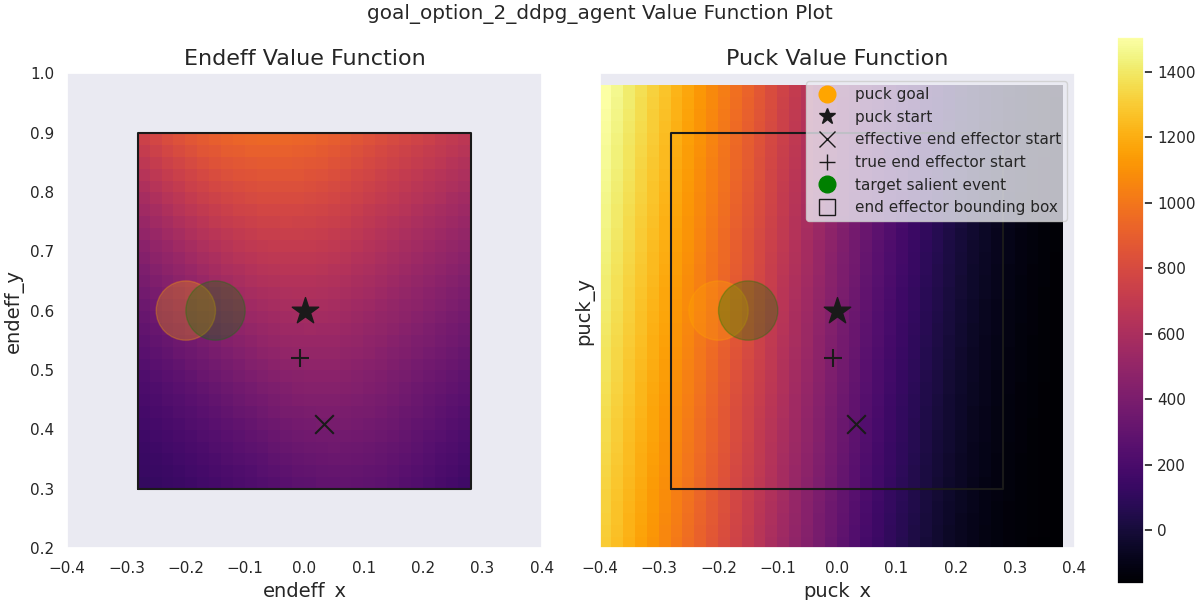 goal_option_2_ddpg_agent Value Function Plot
Endeff Value Function
1.0
0.9
0.8
0.7
0.6
0.5
0.4
0.3
0.2
endeff_y
−0.4 −0.3 −0.2 −0.1 0.0 0.1 0.2 0.3 0.4
endeff_x
Puck Value Function
puck goal
puck start
effective end effector start
true end effector start
target salient event
end effector bounding box
puck_y
−0.4 −0.3 −0.2 −0.1 0.0 0.1 0.2 0.3 0.4
puck_x
1400
1200
1000
800
600
400
200
0